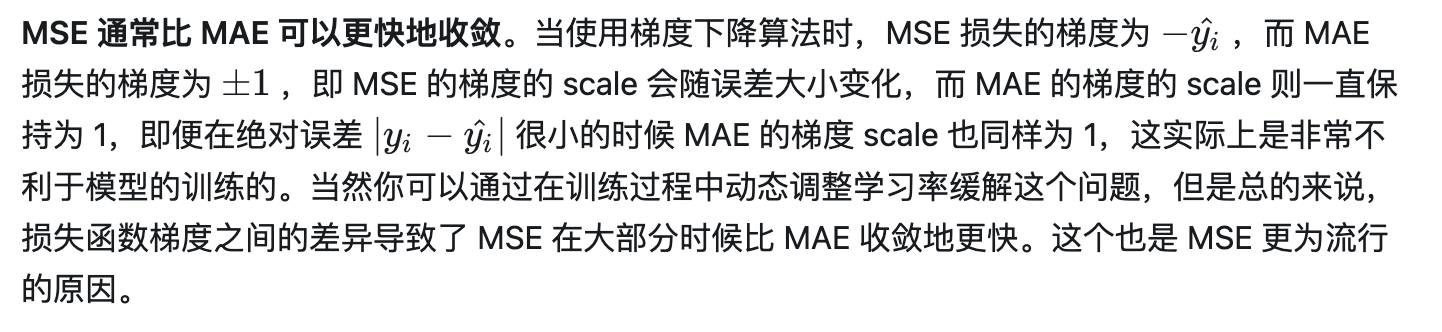 MSE 通常比 MAE 可以更快地收敛。当使用梯度下降算法时，MSE 损失的梯度为 $-\hat{y_i}$ ，而 MAE
损失的梯度为 $\pm 1$ ，即 MSE 的梯度的 scale 会随误差大小变化，而 MAE 的梯度的 scale 则一直保
持为 1，即便在绝对误差 $|y_i - \hat{y_i}|$ 很小的时候 MAE 的梯度 scale 也同样为 1，这实际上是非常不
利于模型的训练的。当然你可以通过在训练过程中动态调整学习率缓解这个问题，但是总的来说，
损失函数梯度之间的差异导致了 MSE 在大部分时候比 MAE 收敛地更快。这个也是 MSE 更为流行
的原因。